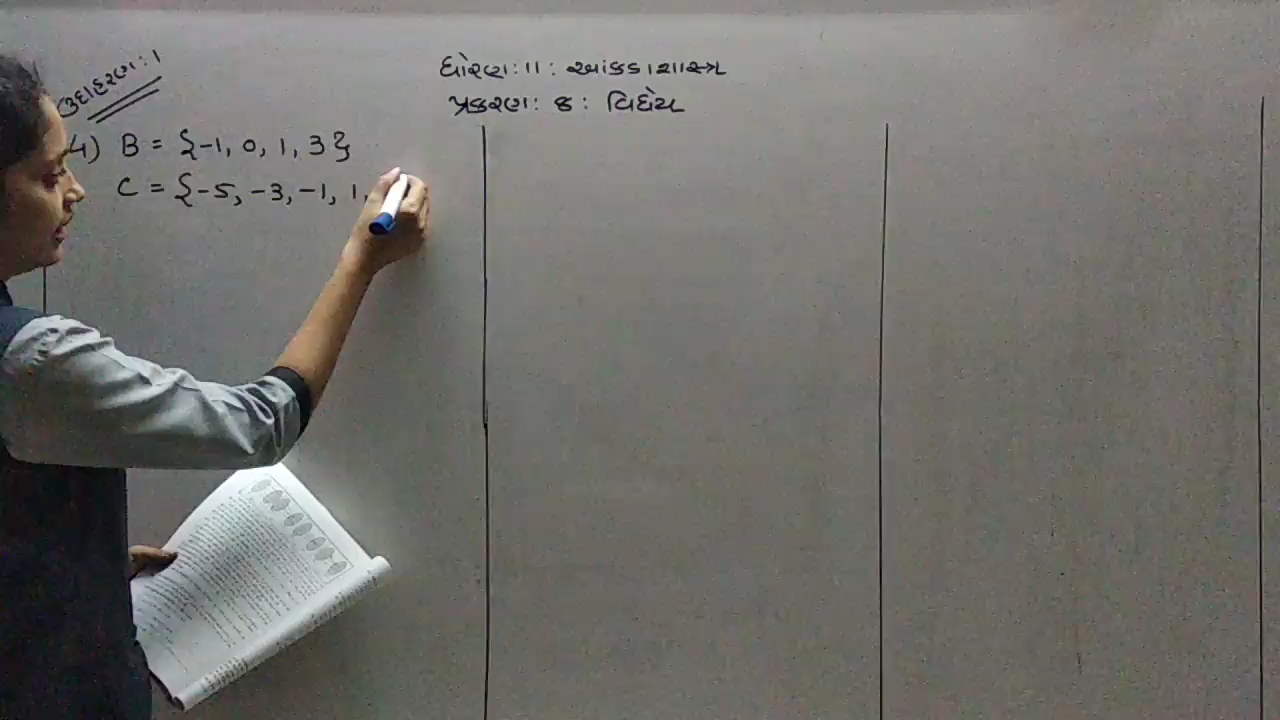 ધોરણ : 11 : આંકડાશાસ્ત્ર
પ્રકરણ : 8 : વિધેય
ઉદાહરણ : 1
4) B = {-1, 0, 1, 3}
C = {-5, -3, -1, 1,